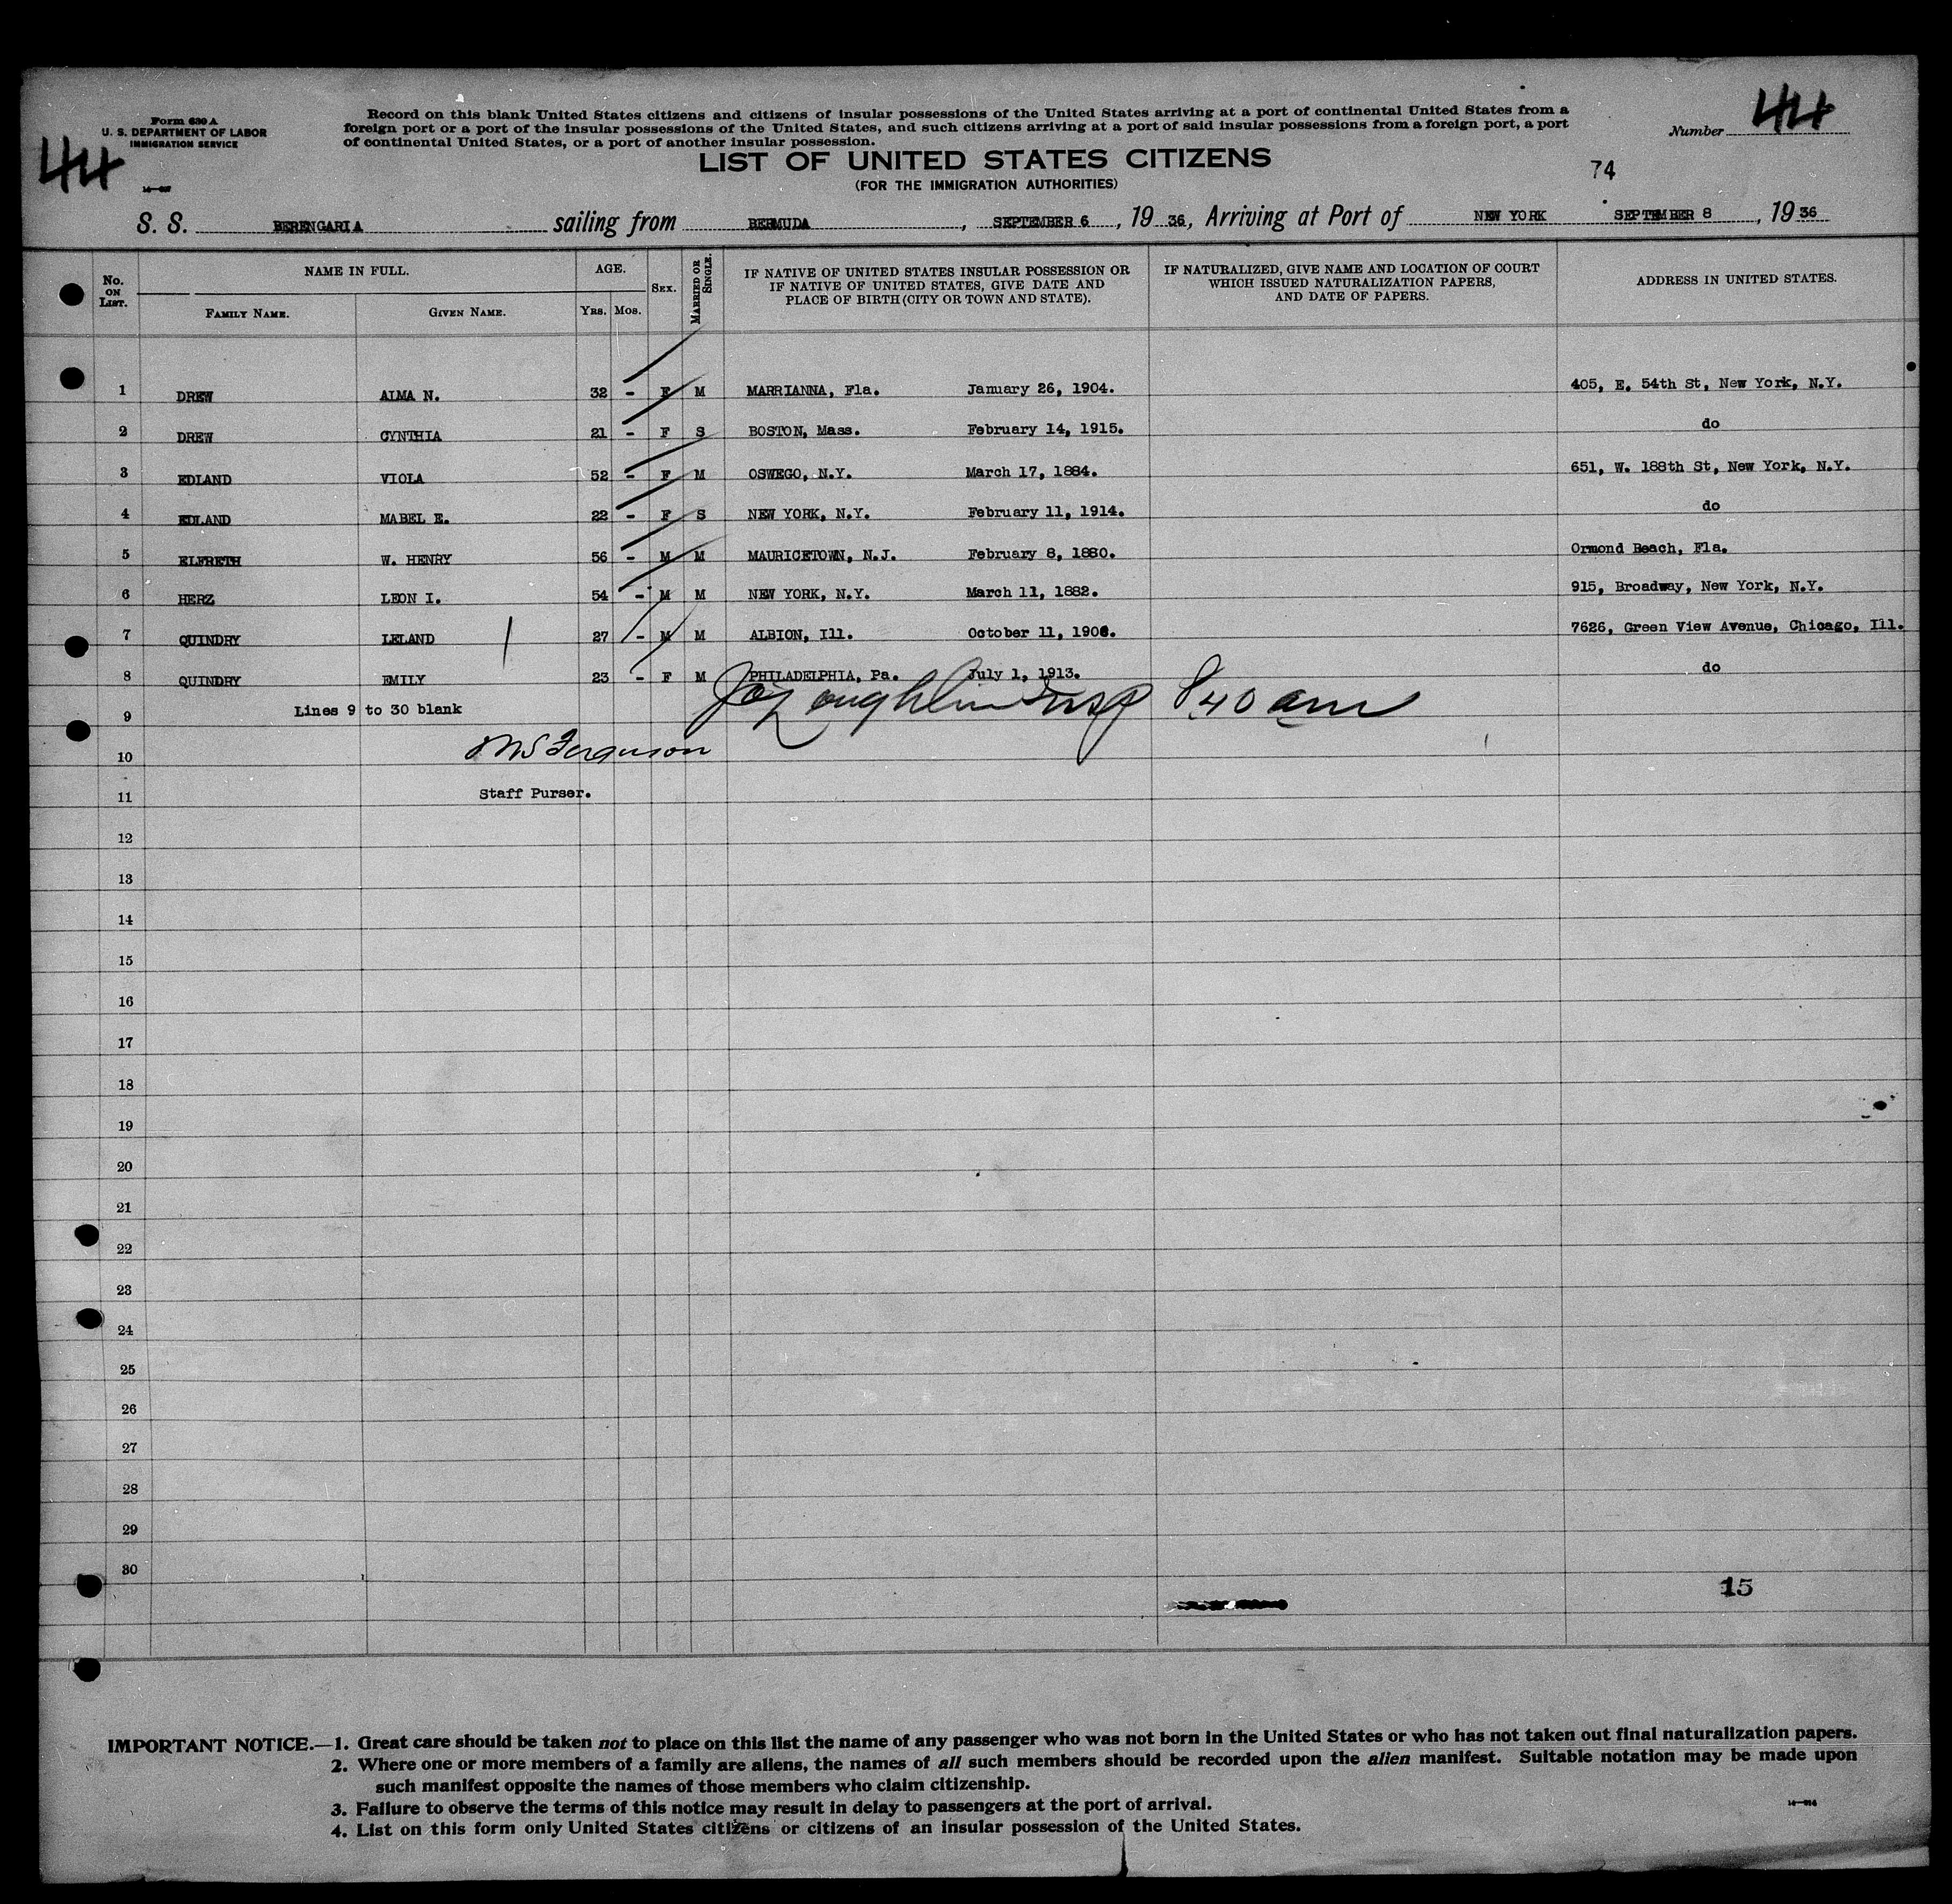 Form 630 A
U. S. DEPARTMENT OF LABOR
IMMIGRATION SERVICE
44
Record on this blank United States citizens and citizens of insular possessions of the United States arriving at a port of continental United States from a
foreign port or a port of the insular possessions of the United States, and such citizens arriving at a port of said insular possessions from a foreign port, a port
of continental United States, or a port of another insular possession.
Number 44
LIST OF UNITED STATES CITIZENS
(FOR THE IMMIGRATION AUTHORITIES)
74
S. S. BERENGARIA sailing from BERMUDA, SEPTEMBER 6, 1936, Arriving at Port of NEW YORK SEPTEMBER 8, 1936
No. ON LIST. NAME IN FULL. FAMILY NAME. GIVEN NAME. AGE. YRS. MOS. SEX. MARRIED OR SINGLE. IF NATIVE OF UNITED STATES INSULAR POSSESSION OR IF NATIVE OF UNITED STATES, GIVE DATE AND PLACE OF BIRTH (CITY OR TOWN AND STATE). IF NATURALIZED, GIVE NAME AND LOCATION OF COURT WHICH ISSUED NATURALIZATION PAPERS, AND DATE OF PAPERS. ADDRESS IN UNITED STATES.
1 DREW ALMA N. 32 - F M MARRIANNA, Fla. January 26, 1904. 405, E. 54th St, New York, N.Y.
2 DREW CYNTHIA 21 - F S BOSTON, Mass. February 14, 1915. do
3 EDLAND VIOLA 52 - F M OSWEGO, N.Y. March 17, 1884. 651, W. 188th St, New York, N.Y.
4 EDLAND MABEL E. 22 - F S NEW YORK, N.Y. February 11, 1914. do
5 ELFRETH W. HENRY 56 - M M MAURICETOWN, N.J. February 8, 1880. Ormond Beach, Fla.
6 HERZ LEON I. 54 - M M NEW YORK, N.Y. March 11, 1882. 915, Broadway, New York, N.Y.
7 QUINDRY LELAND 27 - M M ALBION, Ill. October 11, 1908. 7626, Green View Avenue, Chicago, Ill.
8 QUINDRY EMILY 23 - F M PHILADELPHIA, Pa. July 1, 1913. do
9 Lines 9 to 30 blank Loughlin Insp 840 am
10 Ferguson
11 Staff Purser.
12
13
14
15
16
17
18
19
20
21
22
23
24
25
26
27
28
29
30
15
IMPORTANT NOTICE.—1. Great care should be taken not to place on this list the name of any passenger who was not born in the United States or who has not taken out final naturalization papers.
2. Where one or more members of a family are aliens, the names of all such members should be recorded upon the alien manifest. Suitable notation may be made upon
such manifest opposite the names of those members who claim citizenship.
3. Failure to observe the terms of this notice may result in delay to passengers at the port of arrival.
4. List on this form only United States citizens or citizens of an insular possession of the United States.